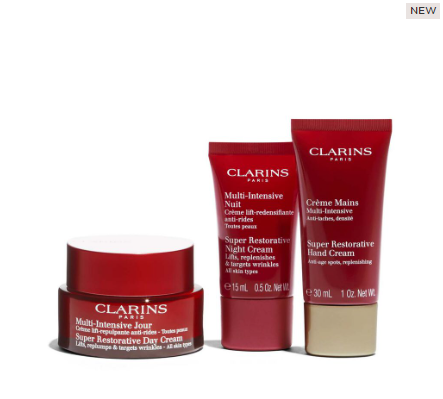 NEW
CLARINS
PARIS
Multi-Intensive Jour
Crème lift-repulpante anti-rides - Toutes peaux
Super Restorative Day Cream
Lifts, replumps & targets wrinkles - All skin types
CLARINS
PARIS
Multi-Intensive
Nuit
Crème lift-redensifiante
anti-rides
Toutes peaux
Super Restorative
Night Cream
Lifts, replenishes
& targets wrinkles
All skin types
℮15 mL 0.5 Oz. Net Wt.
CLARINS
PARIS
Crème Mains
Multi-Intensive
Anti-taches, densité
Super Restorative
Hand Cream
Anti-age spots, replenishing
℮30 mL 1 Oz. Net Wt.